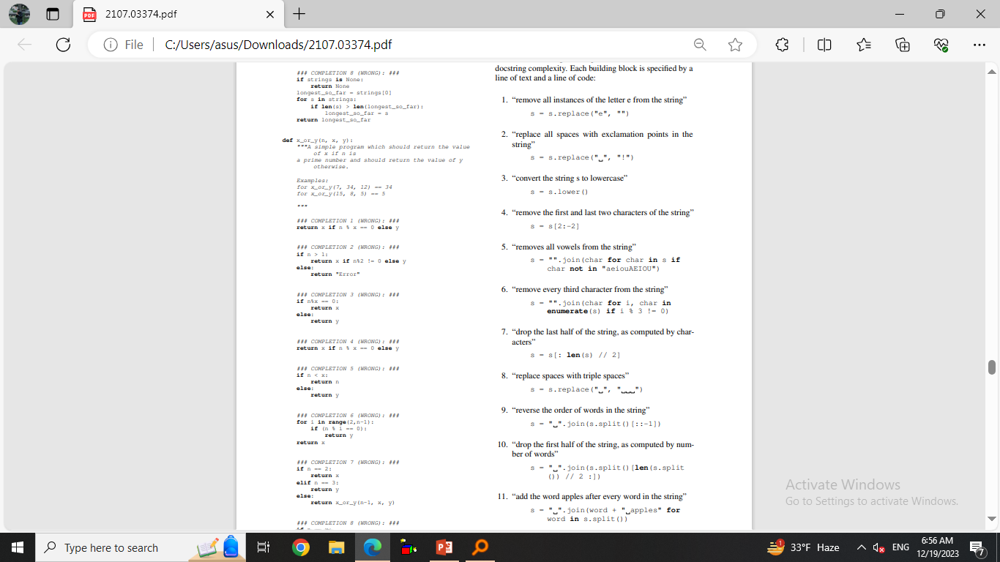 2107.03374.pdf
File
C:/Users/asus/Downloads/2107.03374.pdf
### COMPLETION 8 (WRONG): ###
if strings is None:
return None
longest_so_far = strings[0]
for s in strings:
if len(s) > len(longest_so_far):
longest_so_far = s
return longest_so_far
def x_or_y(n, x, y):
"""A simple program which should return the value
of x if n is
a prime number and should return the value of y
otherwise.
Examples:
for x_or_y(7, 34, 12) == 34
for x_or_y(15, 8, 5) == 5
"""
### COMPLETION 1 (WRONG): ###
return x if n % x == 0 else y
### COMPLETION 2 (WRONG): ###
if n > 1:
return x if n%2 != 0 else y
else:
return "Error"
### COMPLETION 3 (WRONG): ###
if n%x == 0:
return x
else:
return y
### COMPLETION 4 (WRONG): ###
return x if n % x == 0 else y
### COMPLETION 5 (WRONG): ###
if n < x:
return n
else:
return y
### COMPLETION 6 (WRONG): ###
for i in range(2,n-1):
if (n % i == 0):
return y
return x
### COMPLETION 7 (WRONG): ###
if n == 2:
return x
elif n == 3:
return y
else:
return x_or_y(n-1, x, y)
### COMPLETION 8 (WRONG): ###
docstring complexity. Each building block is specified by a
line of text and a line of code:
1. “remove all instances of the letter e from the string”
s = s.replace("e", "")
2. “replace all spaces with exclamation points in the
string”
s = s.replace("␣", "!")
3. “convert the string s to lowercase”
s = s.lower()
4. “remove the first and last two characters of the string”
s = s[2:-2]
5. “removes all vowels from the string”
s = "".join(char for char in s if
char not in "aeiouAEIOU")
6. “remove every third character from the string”
s = "".join(char for i, char in
enumerate(s) if i % 3 != 0)
7. “drop the last half of the string, as computed by char-
acters”
s = s[: len(s) // 2]
8. “replace spaces with triple spaces”
s = s.replace("␣", "␣␣␣")
9. “reverse the order of words in the string”
s = "␣".join(s.split()[::-1])
10. “drop the first half of the string, as computed by num-
ber of words”
s = "␣".join(s.split()[len(s.split
()) // 2 :])
11. “add the word apples after every word in the string”
s = "␣".join(word + "␣apples" for
word in s.split())
Activate Windows
Go to Settings to activate Windows.
Type here to search
1
33°F Haze
ENG
6:56 AM
12/19/2023
7